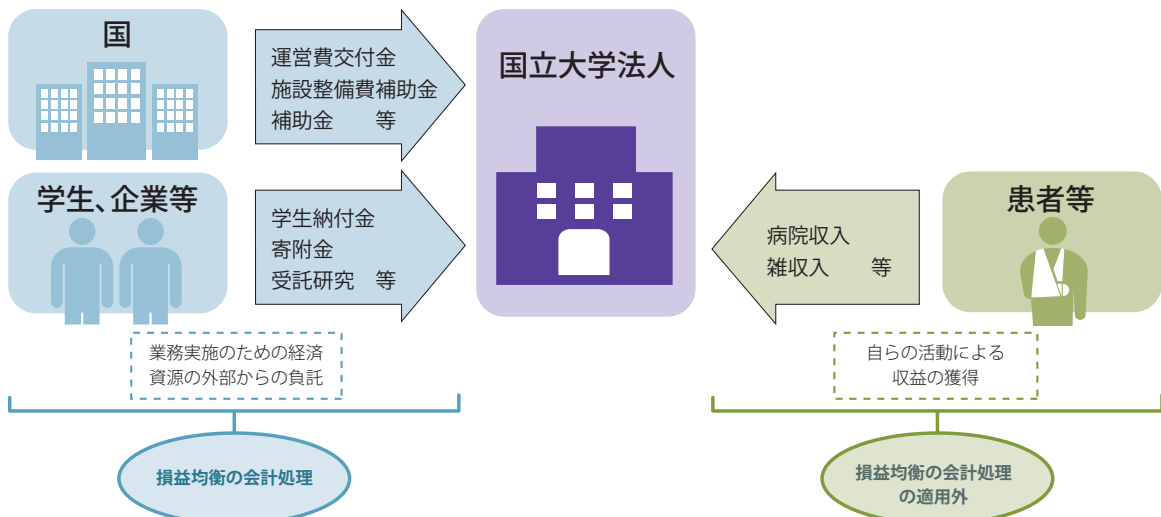 国
運営費交付金
施設整備費補助金
補助金　等
国立大学法人
学生、企業等
学生納付金
寄附金
受託研究　等
患者等
病院収入
雑収入　等
業務実施のための経済
資源の外部からの負託
自らの活動による
収益の獲得
損益均衡の会計処理
損益均衡の会計処理
の適用外